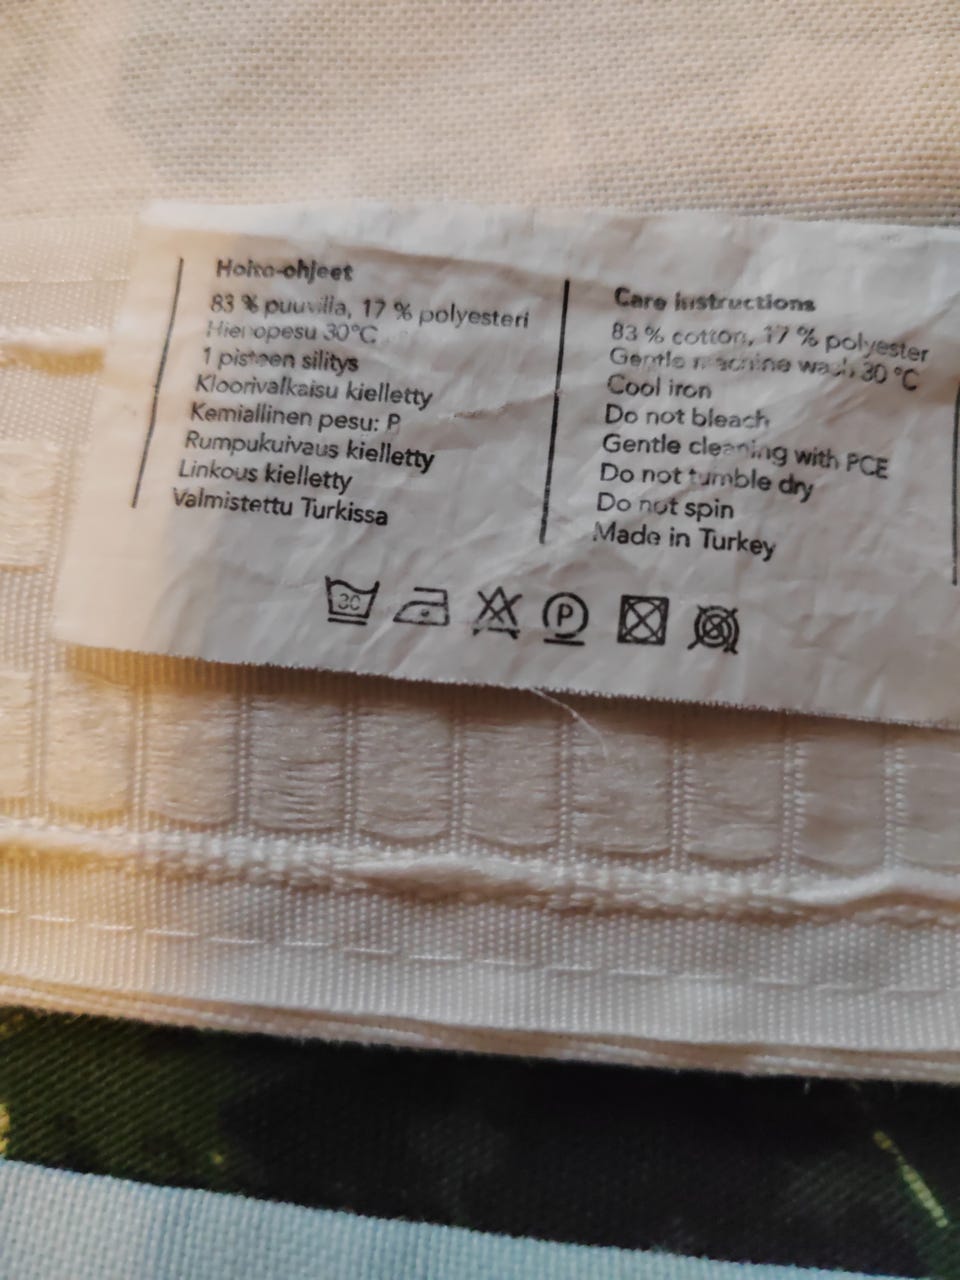 Hoito-ohjeet
83 % puuvilla, 17 % polyesteri
Hienopesu 30°C
1 pisteen silitys
Kloorivalkaisu kielletty
Kemiallinen pesu: P
Rumpukuivaus kielletty
Linkous kielletty
Valmistettu Turkissa
Care instructions
83 % cotton, 17 % polyester
Gentle machine wash 30 °C
Cool iron
Do not bleach
Gentle cleaning with PCE
Do not tumble dry
Do not spin
Made in Turkey
30
P